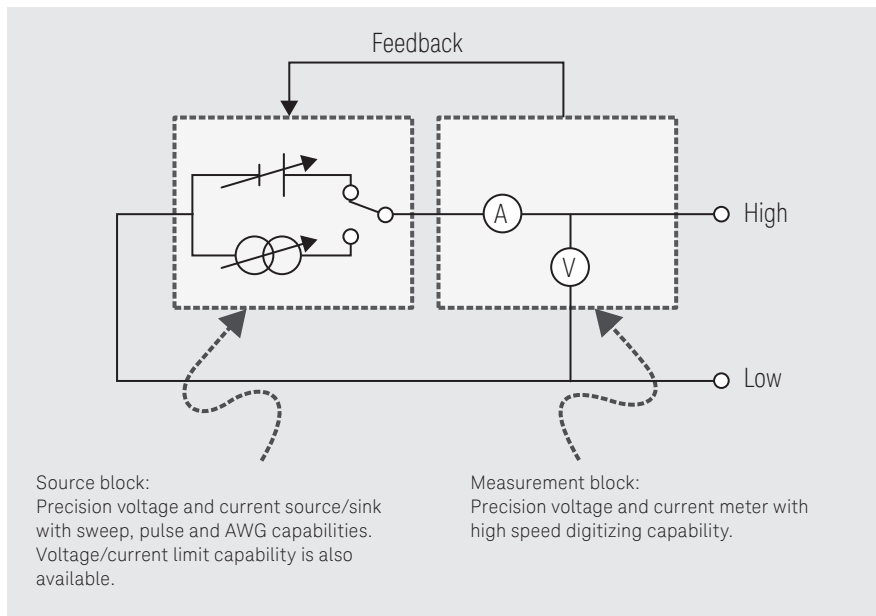 Feedback
A
High
V
Low
Source block:
Precision voltage and current source/sink
with sweep, pulse and AWG capabilities.
Voltage/current limit capability is also
available.
Measurement block:
Precision voltage and current meter with
high speed digitizing capability.